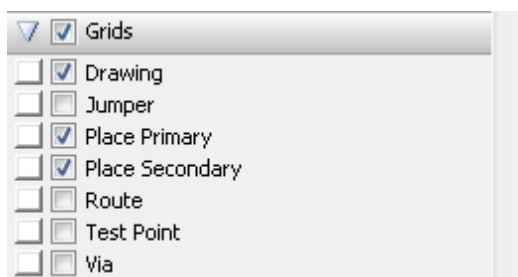 Grids
Drawing
Jumper
Place Primary
Place Secondary
Route
Test Point
Via